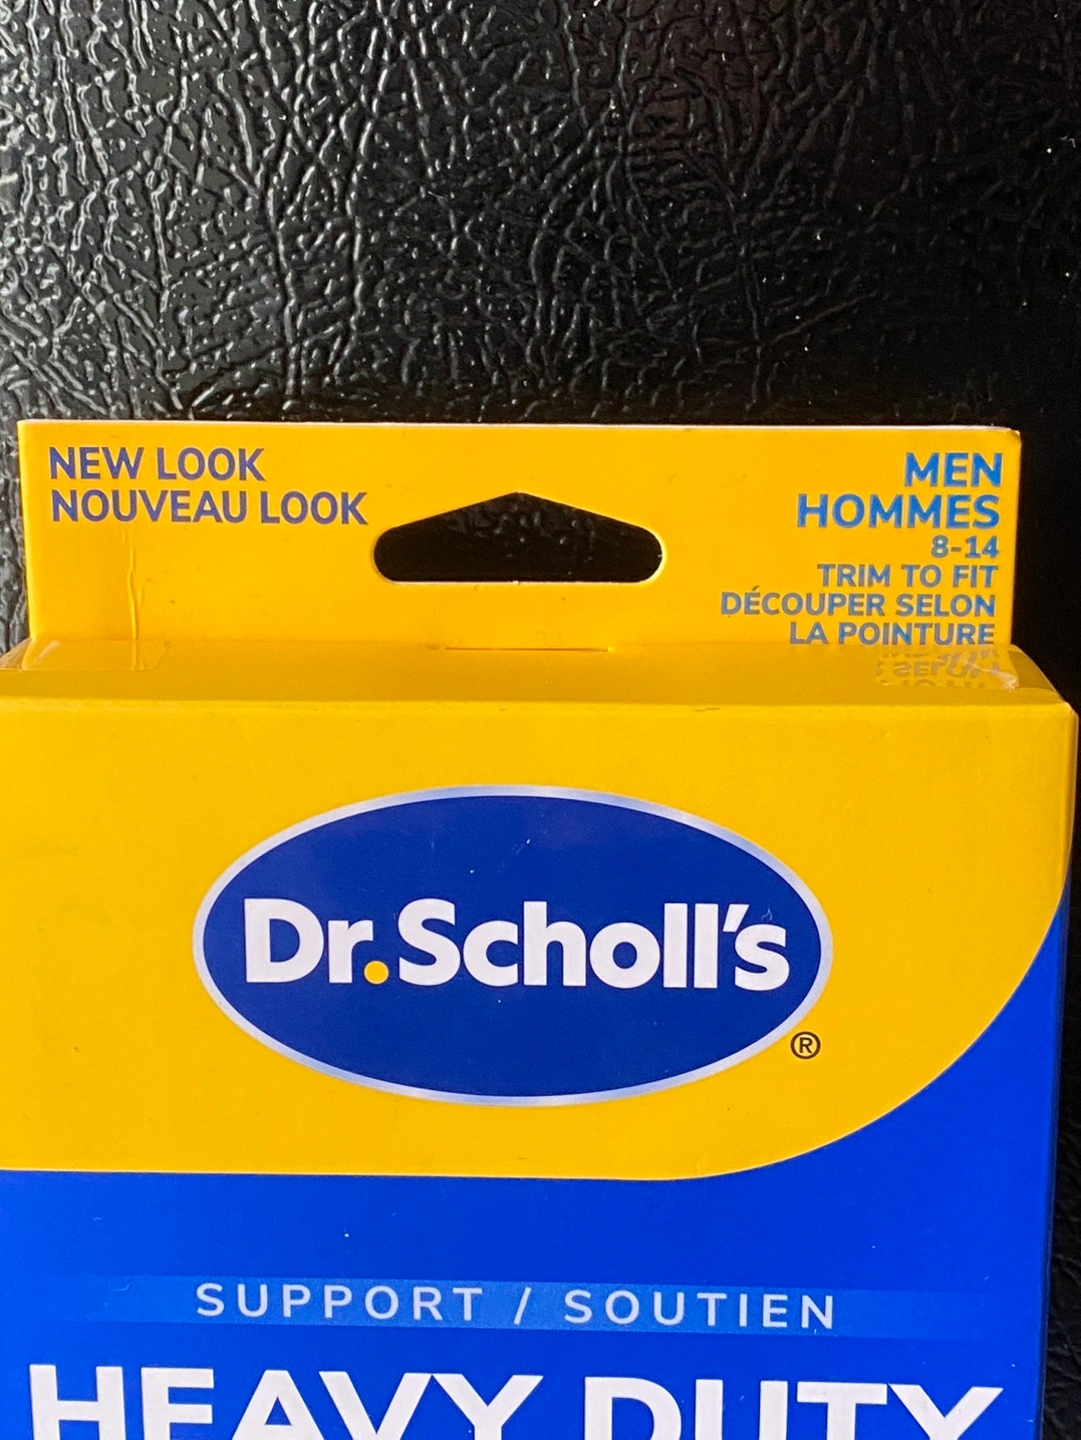 NEW LOOK
NOUVEAU LOOK
MEN
HOMMES
8-14
TRIM TO FIT
DÉCOUPER SELON
LA POINTURE
Dr.Scholl's
®
SUPPORT / SOUTIEN
HEAVY DUTY